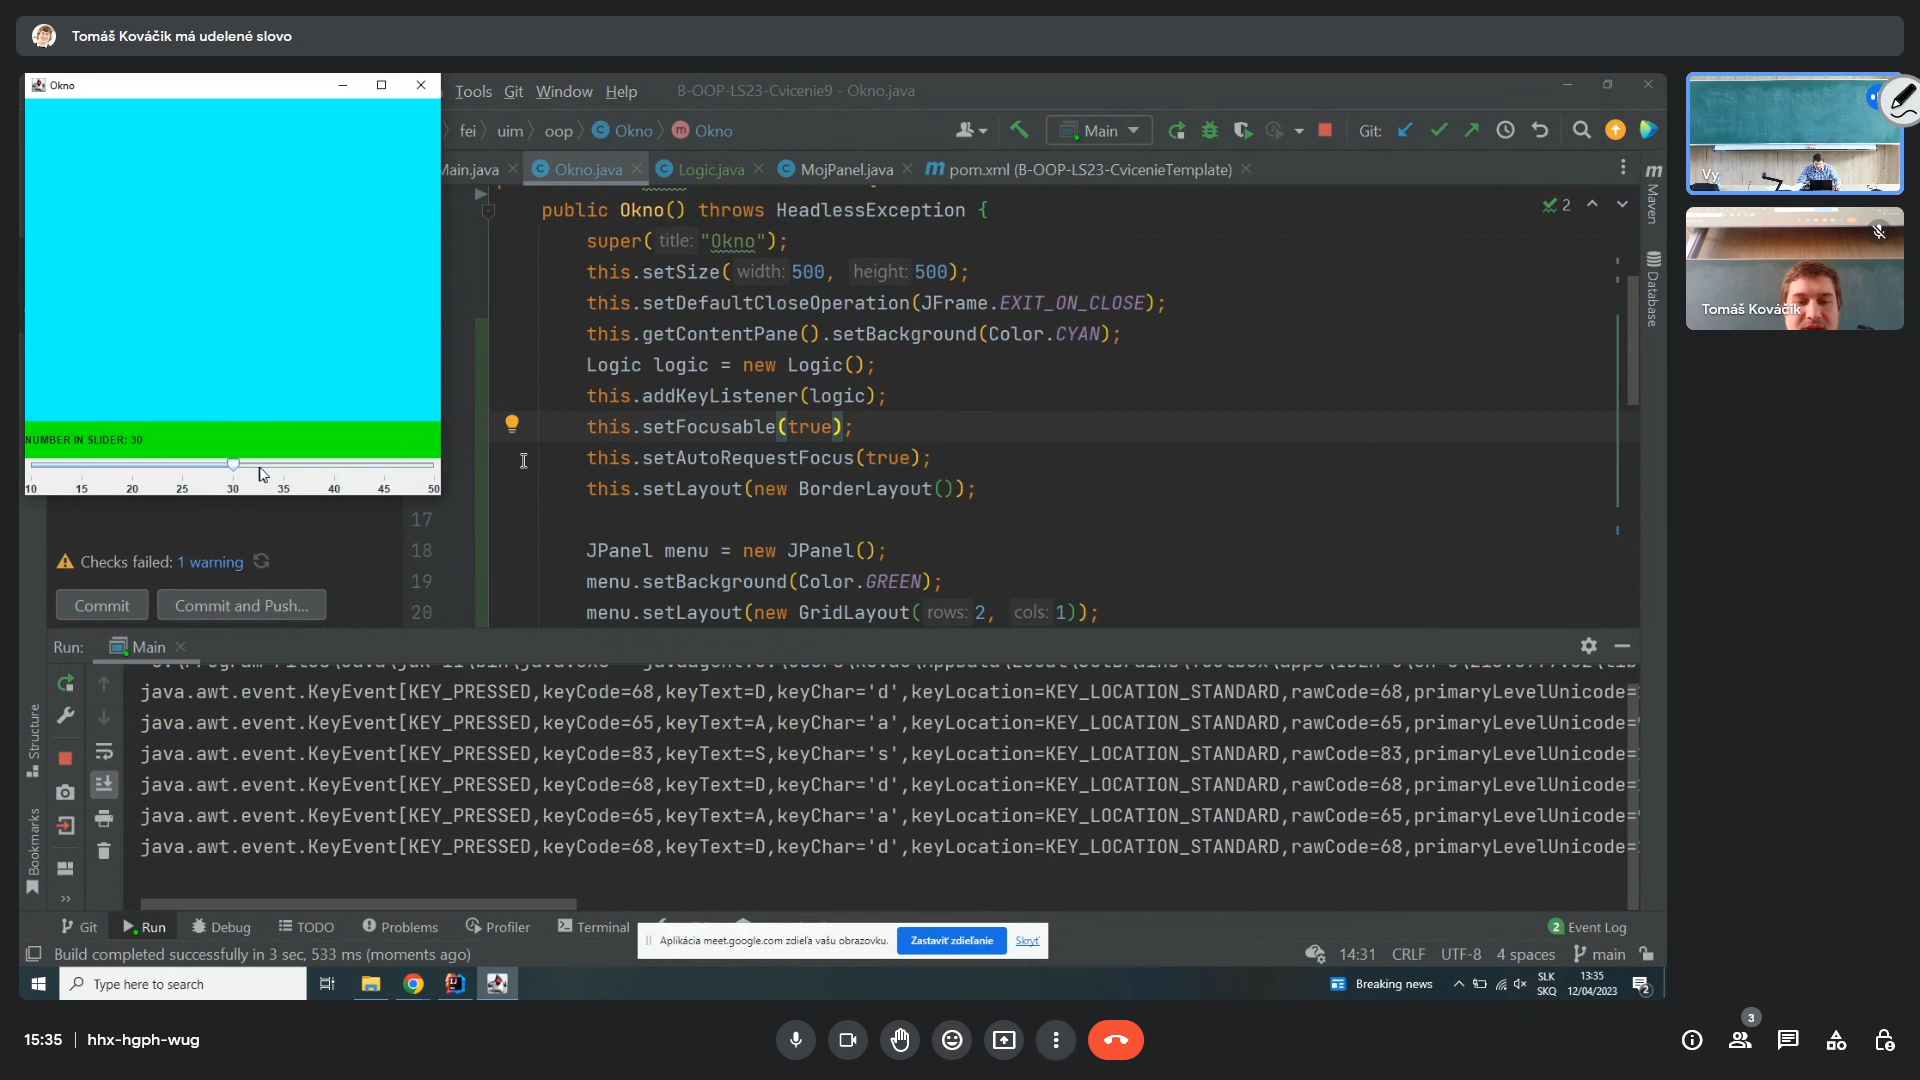 Tomáš Kováčik má udelené slovo
Okno
Tools Git Window Help B-OOP-LS23-Cvicenie9 - Okno.java
fei uim oop Okno Okno Main Git:
Main.java Okno.java Logic.java MojPanel.java pom.xml (B-OOP-LS23-CvicenieTemplate)
public Okno() throws HeadlessException {
2
super( title: "Okno");
this.setSize( width: 500, height: 500);
this.setDefaultCloseOperation(JFrame.EXIT_ON_CLOSE);
this.getContentPane().setBackground(Color.CYAN);
Logic logic = new Logic();
this.addKeyListener(logic);
this.setFocusable(true);
this.setAutoRequestFocus(true);
this.setLayout(new BorderLayout());
17
18 JPanel menu = new JPanel();
19 menu.setBackground(Color.GREEN);
20 menu.setLayout(new GridLayout( rows: 2, cols: 1));
NUMBER IN SLIDER: 30
10 15 20 25 30 35 40 45 50
Checks failed: 1 warning
Commit Commit and Push...
Maven
Database
Vy
Tomáš Kováčik
Run: Main
java.awt.event.KeyEvent[KEY_PRESSED,keyCode=68,keyText=D,keyChar='d',keyLocation=KEY_LOCATION_STANDARD,rawCode=68,primaryLevelUnicode=
java.awt.event.KeyEvent[KEY_PRESSED,keyCode=65,keyText=A,keyChar='a',keyLocation=KEY_LOCATION_STANDARD,rawCode=65,primaryLevelUnicode=
java.awt.event.KeyEvent[KEY_PRESSED,keyCode=83,keyText=S,keyChar='s',keyLocation=KEY_LOCATION_STANDARD,rawCode=83,primaryLevelUnicode=
java.awt.event.KeyEvent[KEY_PRESSED,keyCode=68,keyText=D,keyChar='d',keyLocation=KEY_LOCATION_STANDARD,rawCode=68,primaryLevelUnicode=
java.awt.event.KeyEvent[KEY_PRESSED,keyCode=65,keyText=A,keyChar='a',keyLocation=KEY_LOCATION_STANDARD,rawCode=65,primaryLevelUnicode=
java.awt.event.KeyEvent[KEY_PRESSED,keyCode=68,keyText=D,keyChar='d',keyLocation=KEY_LOCATION_STANDARD,rawCode=68,primaryLevelUnicode=
Structure
Bookmarks
Git Run Debug TODO Problems Profiler Terminal 2 Event Log
Aplikácia meet.google.com zdieľa vašu obrazovku. Zastaviť zdieľanie Skryť
Build completed successfully in 3 sec, 533 ms (moments ago) 14:31 CRLF UTF-8 4 spaces main
Type here to search Breaking news SLK 13:35
SKQ 12/04/2023 2
15:35 hhx-hgph-wug 3